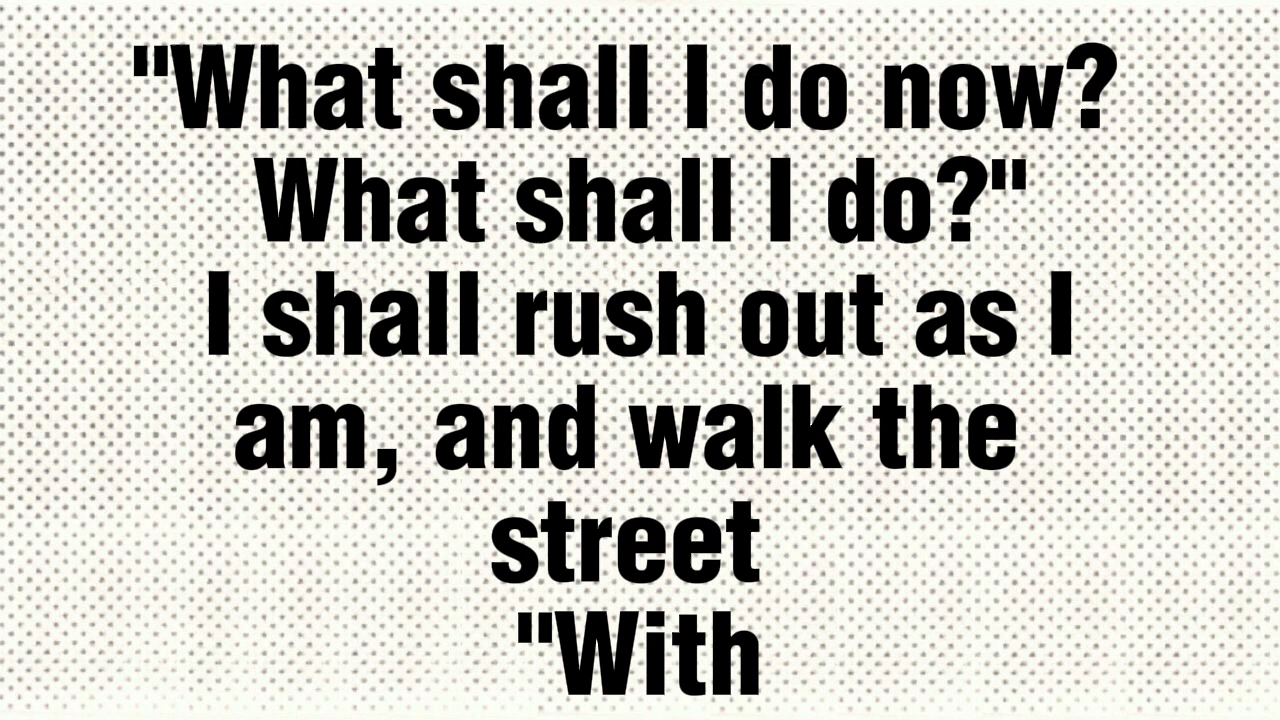 "What shall I do now?
What shall I do?"
I shall rush out as I
am, and walk the
street
"With